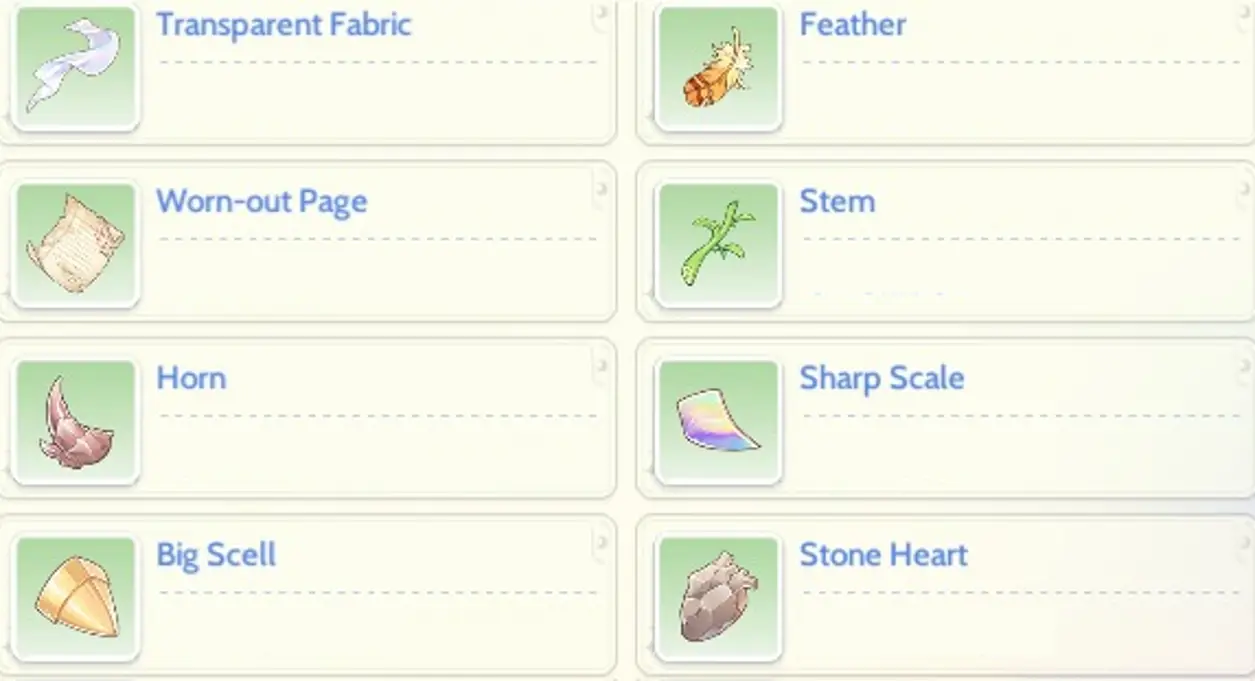 Transparent Fabric
Feather
Worn-out Page
Stem
Horn
Sharp Scale
Big Scell
Stone Heart